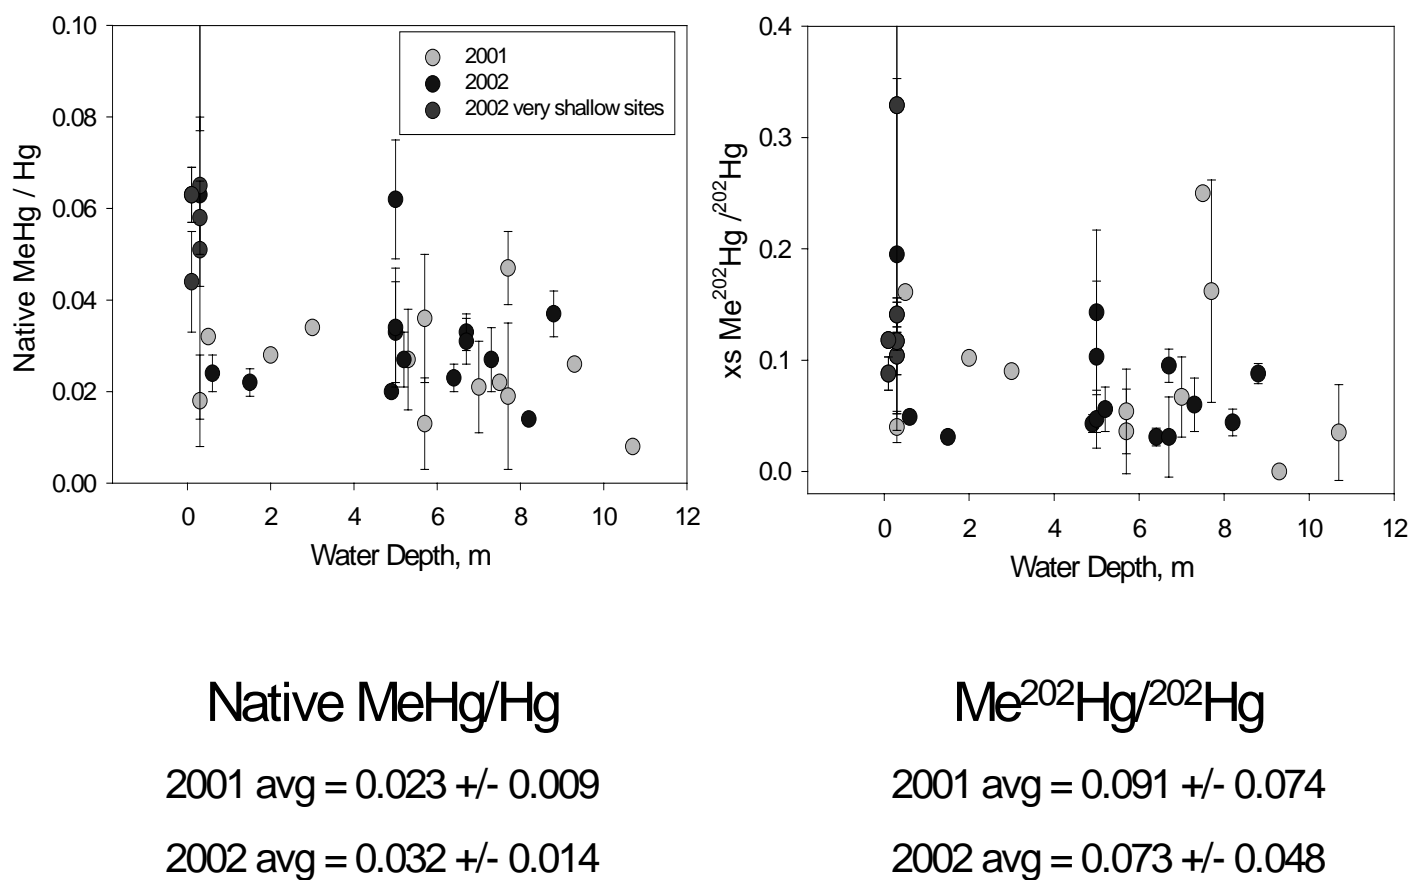 0.10
0.08
0.06
0.04
0.02
0.00
Native MeHg / Hg
2001
2002
2002 very shallow sites
0
2
4
6
8
10
12
Water Depth, m
0.4
0.3
0.2
0.1
0.0
xs Me²⁰²Hg /²⁰²Hg
0
2
4
6
8
10
12
Water Depth, m
Native MeHg/Hg
2001 avg = 0.023 +/- 0.009
2002 avg = 0.032 +/- 0.014
Me²⁰²Hg/²⁰²Hg
2001 avg = 0.091 +/- 0.074
2002 avg = 0.073 +/- 0.048